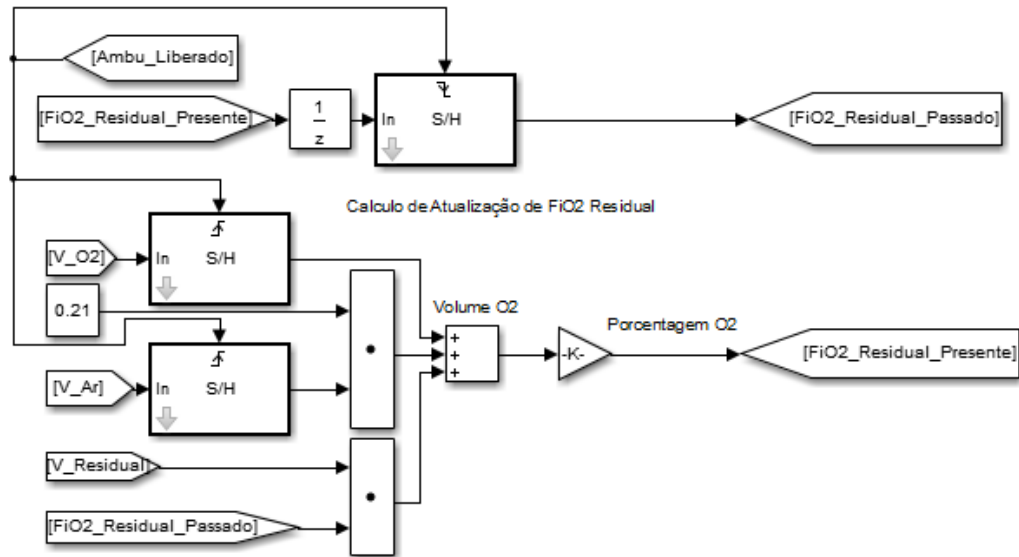 [Ambu_Liberado]
[FiO2_Residual_Presente]
1
z
In
S/H
[FiO2_Residual_Passado]
Calculo de Atualização de FiO2 Residual
[V_O2]
In
S/H
0.21
Volume O2
+
+
+
-K-
Porcentagem O2
[FiO2_Residual_Presente]
[V_Ar]
In
S/H
[V_Residual]
[FiO2_Residual_Passado]